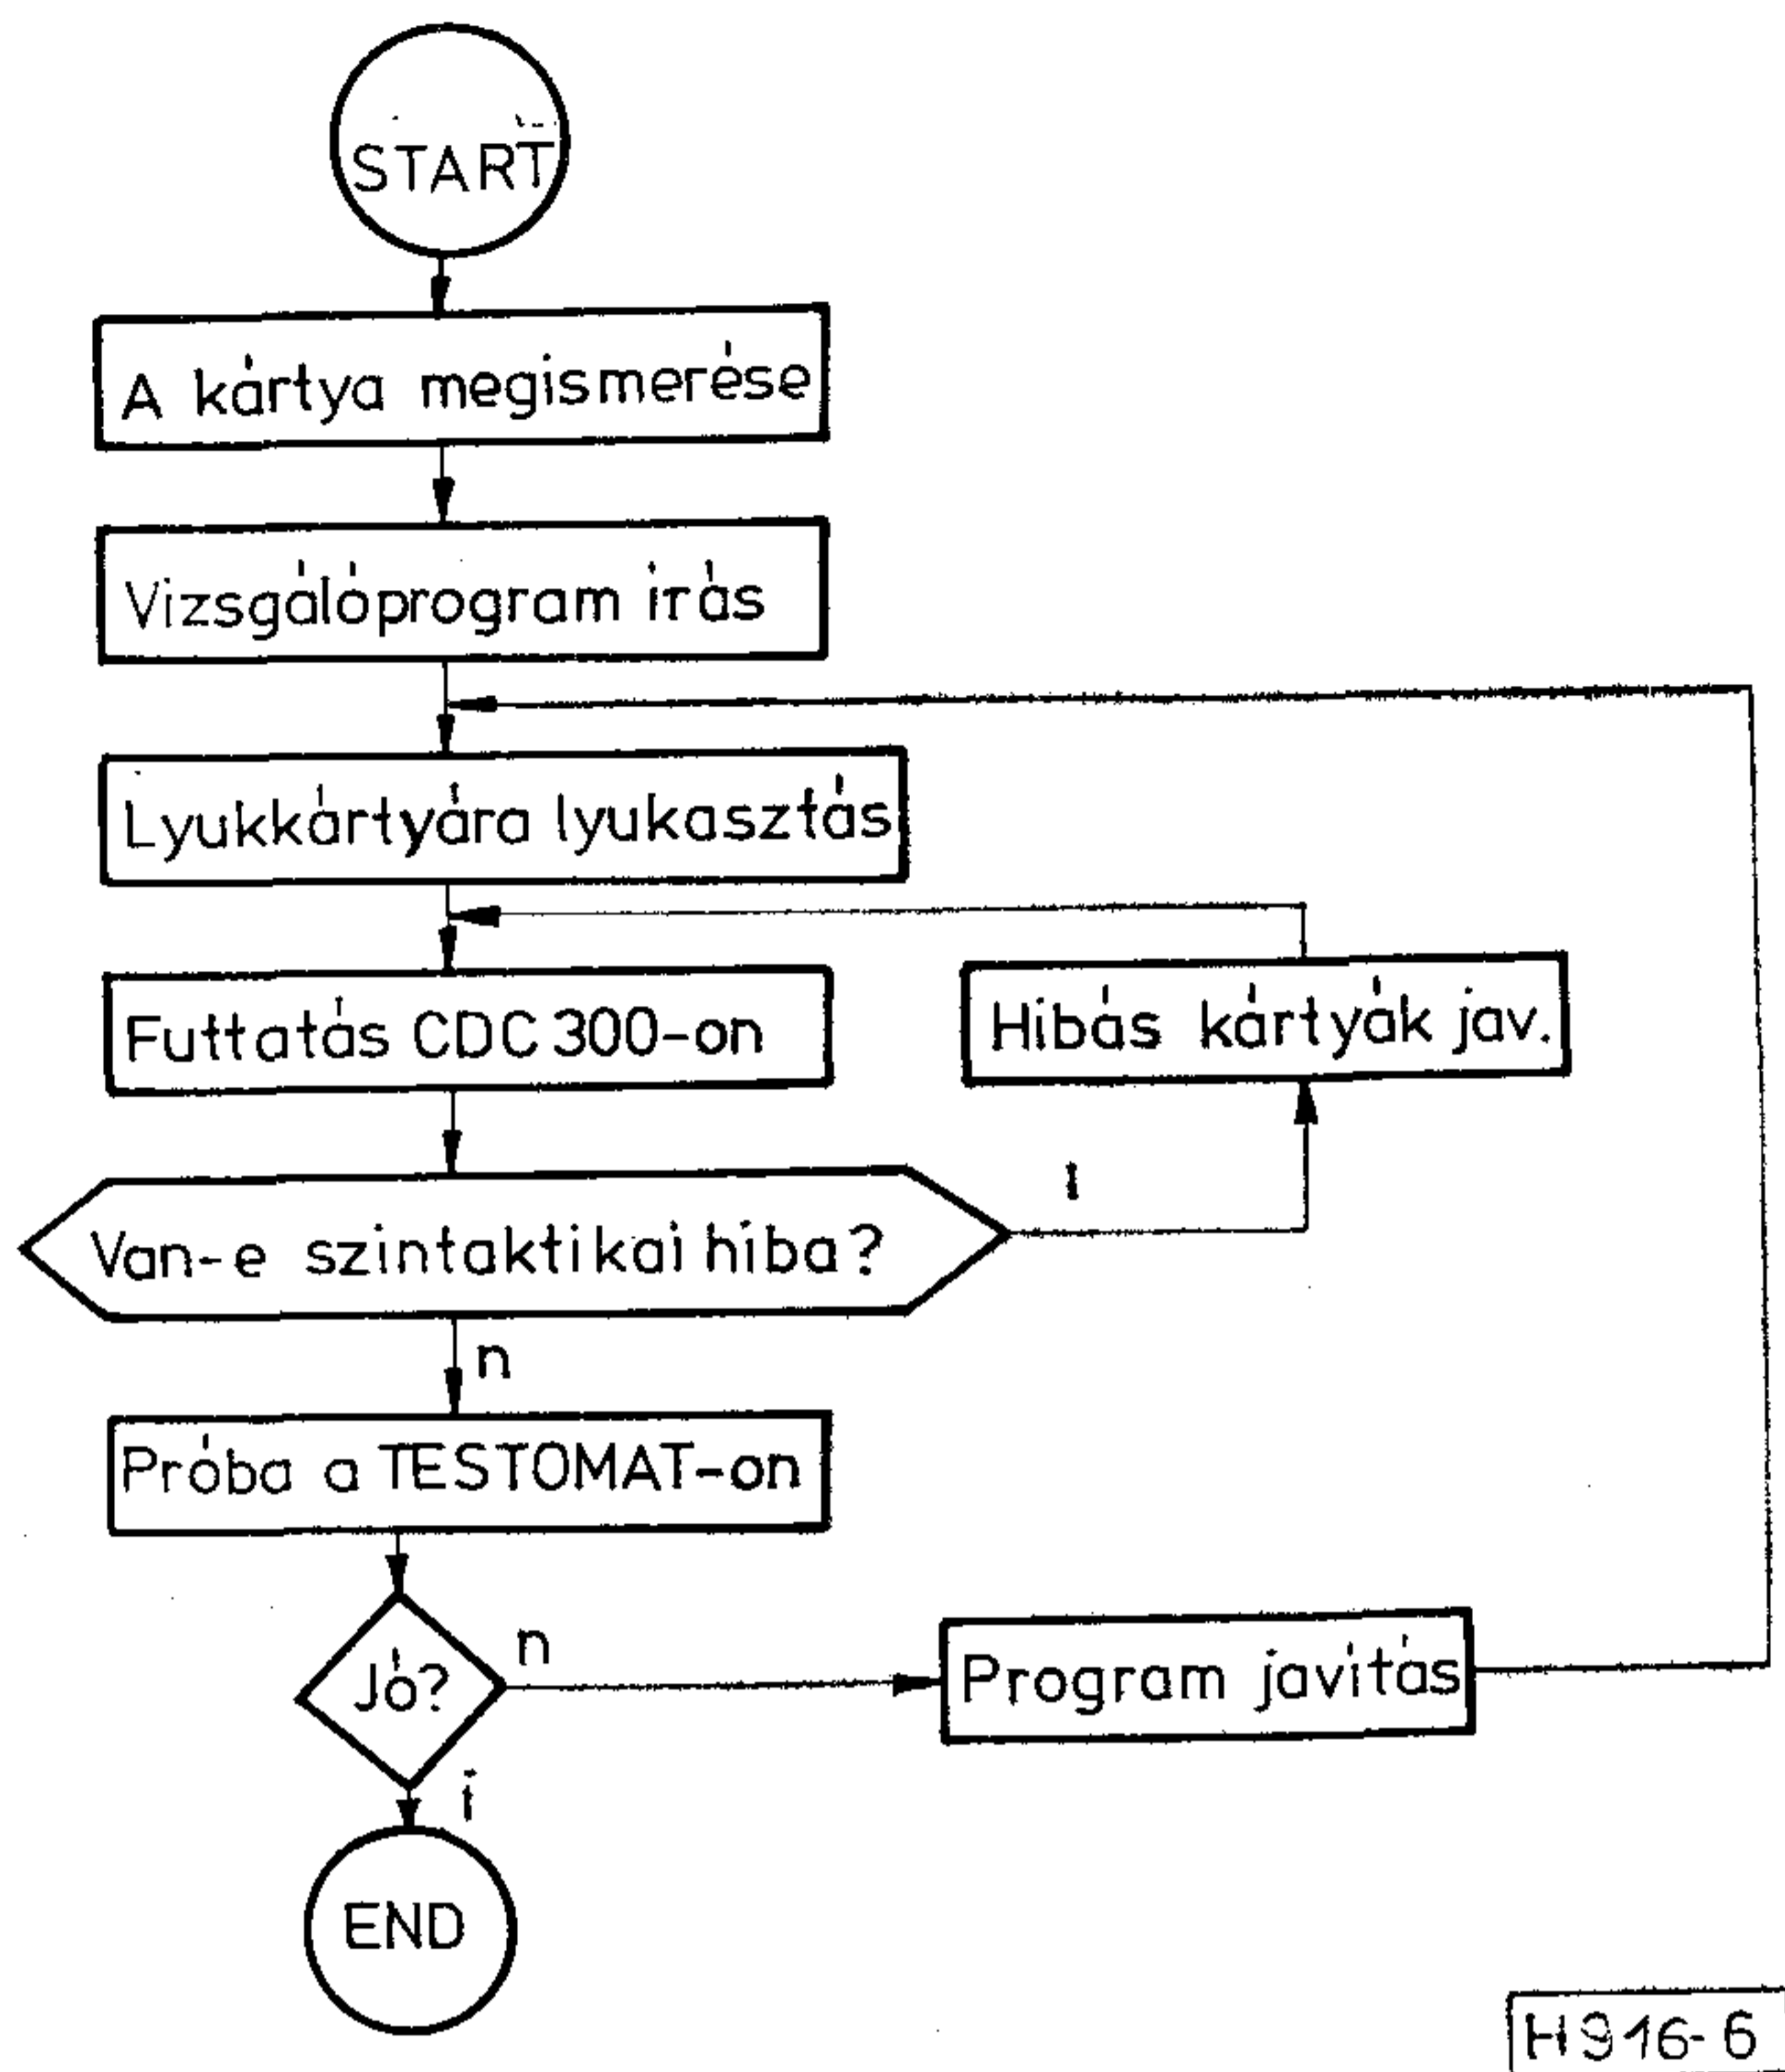 START
A kártya megismerése
Vizsgálóprogram írás
Lyukkártyára lyukasztás
Futtatás CDC 300-on
Hibás kártyák jav.
Van-e szintaktikai hiba?
i
n
Próba a TESTOMAT-on
Jó?
n
Program javítás
i
END
H916-6